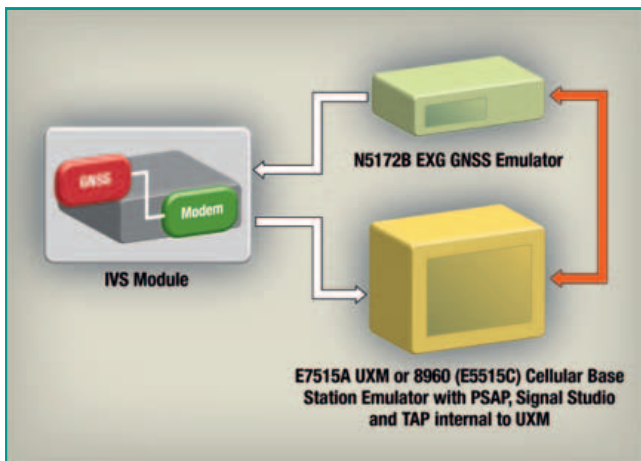 N5172B EXG GNSS Emulator
GNSS
Modem
IVS Module
E7515A UXM or 8960 (E5515C) Cellular Base
Station Emulator with PSAP, Signal Studio
and TAP internal to UXM